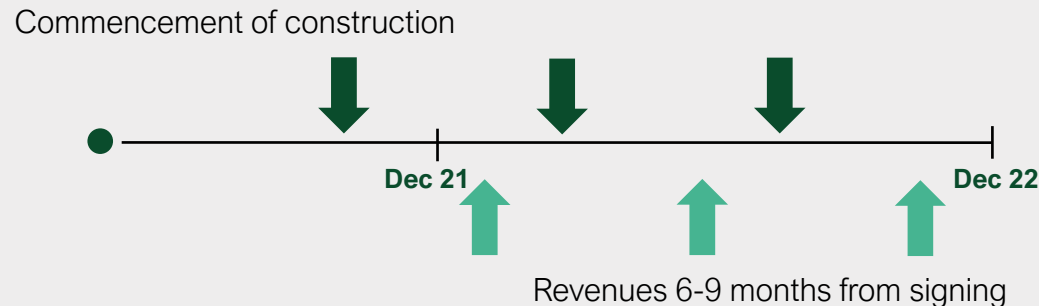 Commencement of construction
Dec 21
Dec 22
Revenues 6-9 months from signing